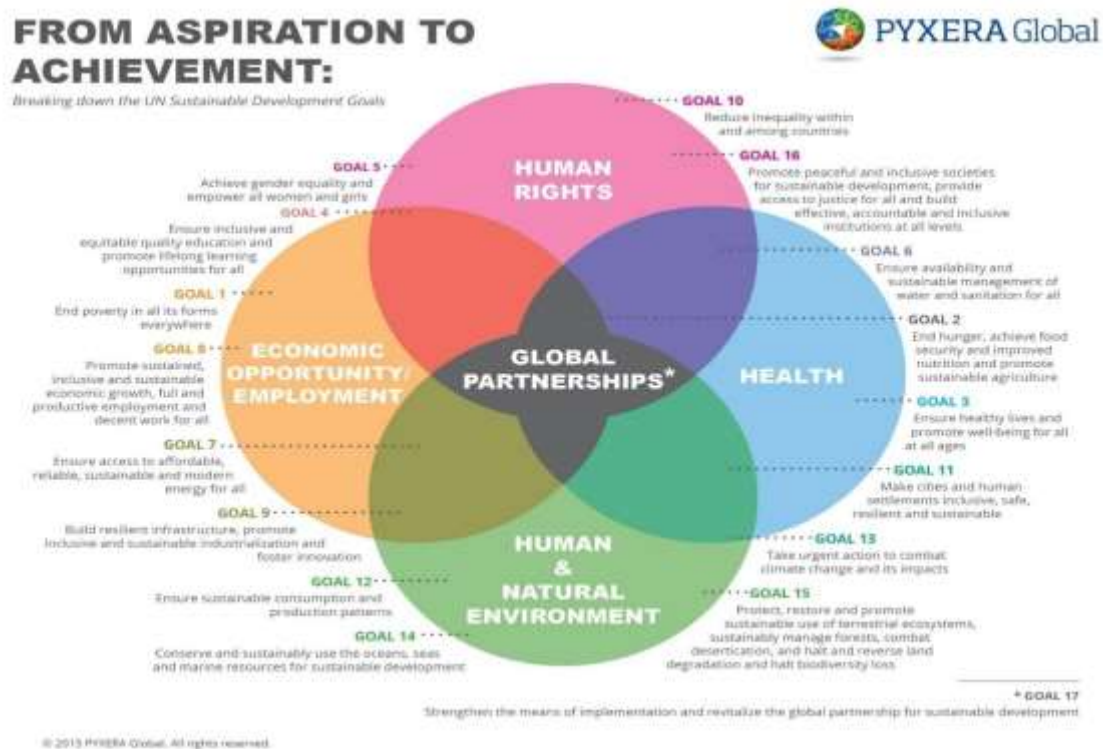 FROM ASPIRATION TO
ACHIEVEMENT:
Breaking down the UN Sustainable Development Goals
PYXERA Global
GOAL 10
Reduce inequality within
and among countries
GOAL 16
Promote peaceful and inclusive societies
for sustainable development, provide
access to justice for all and build
effective, accountable and inclusive
institutions at all levels
GOAL 5
Achieve gender equality and
empower all women and girls
GOAL 4
Ensure inclusive and
equitable quality education and
promote lifelong learning
opportunities for all
GOAL 1
End poverty in all its forms
everywhere
GOAL 8
Promote sustained,
inclusive and sustainable
economic growth, full and
productive employment and
decent work for all
GOAL 7
Ensure access to affordable,
reliable, sustainable and modern
energy for all
GOAL 9
Build resilient infrastructure, promote
inclusive and sustainable industrialization and
foster innovation
GOAL 12
Ensure sustainable consumption and
production patterns
GOAL 14
Conserve and sustainably use the oceans, seas
and marine resources for sustainable development
HUMAN
RIGHTS
ECONOMIC
OPPORTUNITY/
EMPLOYMENT
GLOBAL
PARTNERSHIPS*
HEALTH
HUMAN
&
NATURAL
ENVIRONMENT
GOAL 6
Ensure availability and
sustainable management of
water and sanitation for all
GOAL 2
End hunger, achieve food
security and improved
nutrition and promote
sustainable agriculture
GOAL 3
Ensure healthy lives and
promote well-being for all
at all ages
GOAL 11
Make cities and human
settlements inclusive, safe,
resilient and sustainable
GOAL 13
Take urgent action to combat
climate change and its impacts
GOAL 15
Protect, restore and promote
sustainable use of terrestrial ecosystems,
sustainably manage forests, combat
desertication, and halt and reverse land
degradation and halt biodiversity loss
* GOAL 17
Strengthen the means of implementation and revitalize the global partnership for sustainable development
© 2015 PYXERA Global. All rights reserved.